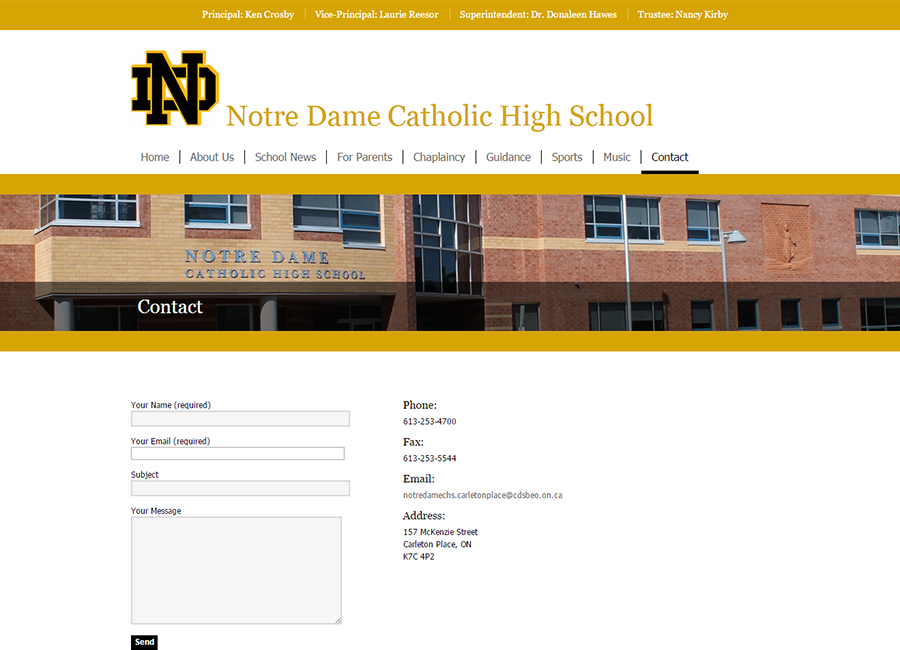 Principal: Ken Crosby Vice-Principal: Laurie Reesor Superintendent: Dr. Donaleen Hawes Trustee: Nancy Kirby
ND Notre Dame Catholic High School
Home About Us School News For Parents Chaplaincy Guidance Sports Music Contact
NOTRE DAME
CATHOLIC HIGH SCHOOL
Contact
Your Name (required)
Your Email (required)
Subject
Your Message
Send
Phone:
613-253-4700
Fax:
613-253-5544
Email:
notredamechs.carletonplace@cdsbeo.on.ca
Address:
157 McKenzie Street
Carleton Place, ON
K7C 4P2